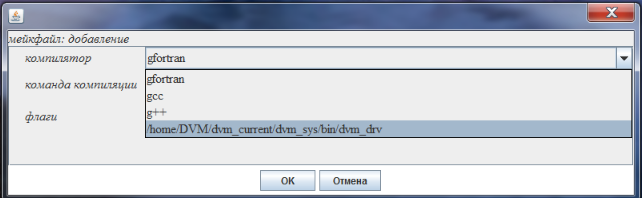 мейкфайл: добавление
компилятор gfortran
gfortran
команда компиляции
gcc
g++
флаги
/home/DVM/dvm_current/dvm_sys/bin/dvm_drv
OK Отмена